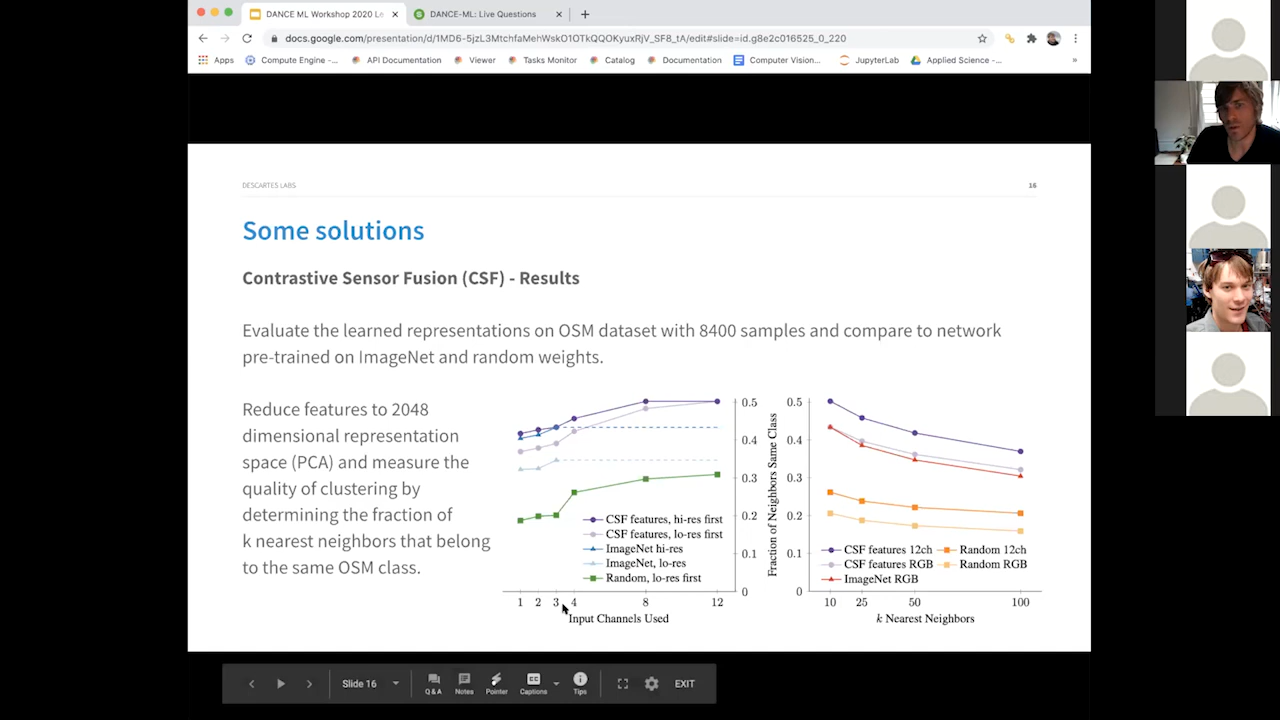 DANCE ML Workshop 2020 Le
DANCE-ML: Live Questions
docs.google.com/presentation/d/1MD6-5jzL3MtchfaMehWskO1OTkQQOKyuxRjV_SF8_tA/edit#slide=id.g8e2c016525_0_220
Apps
Compute Engine -...
API Documentation
Viewer
Tasks Monitor
Catalog
Documentation
Computer Vision...
JupyterLab
Applied Science -...
»
DESCARTES LABS
16
Some solutions
Contrastive Sensor Fusion (CSF) - Results
Evaluate the learned representations on OSM dataset with 8400 samples and compare to network
pre-trained on ImageNet and random weights.
Reduce features to 2048
dimensional representation
space (PCA) and measure the
quality of clustering by
determining the fraction of
k nearest neighbors that belong
to the same OSM class.
0.5
0.4
0.3
0.2
0.1
0
CSF features, hi-res first
CSF features, lo-res first
ImageNet hi-res
ImageNet, lo-res
Random, lo-res first
1 2 3 4 8 12
Input Channels Used
Fraction of Neighbors Same Class
0.5
0.4
0.3
0.2
0.1
0
CSF features 12ch
Random 12ch
CSF features RGB
Random RGB
ImageNet RGB
10 25 50 100
k Nearest Neighbors
Slide 16
Q & A
Notes
Pointer
CC
Captions
Tips
EXIT